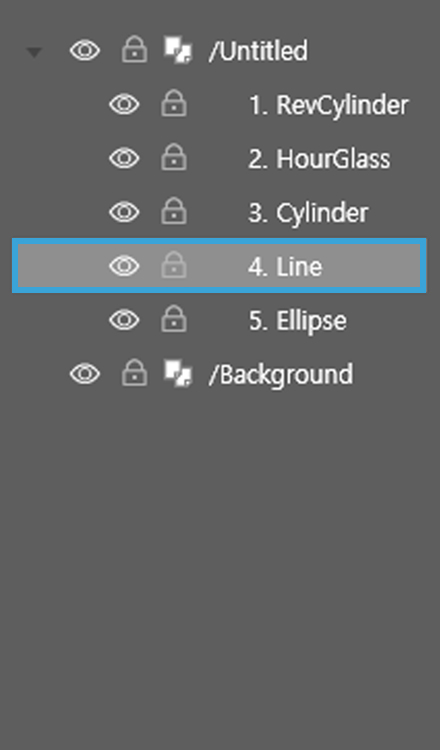 /Untitled
1. RevCylinder
2. HourGlass
3. Cylinder
4. Line
5. Ellipse
/Background